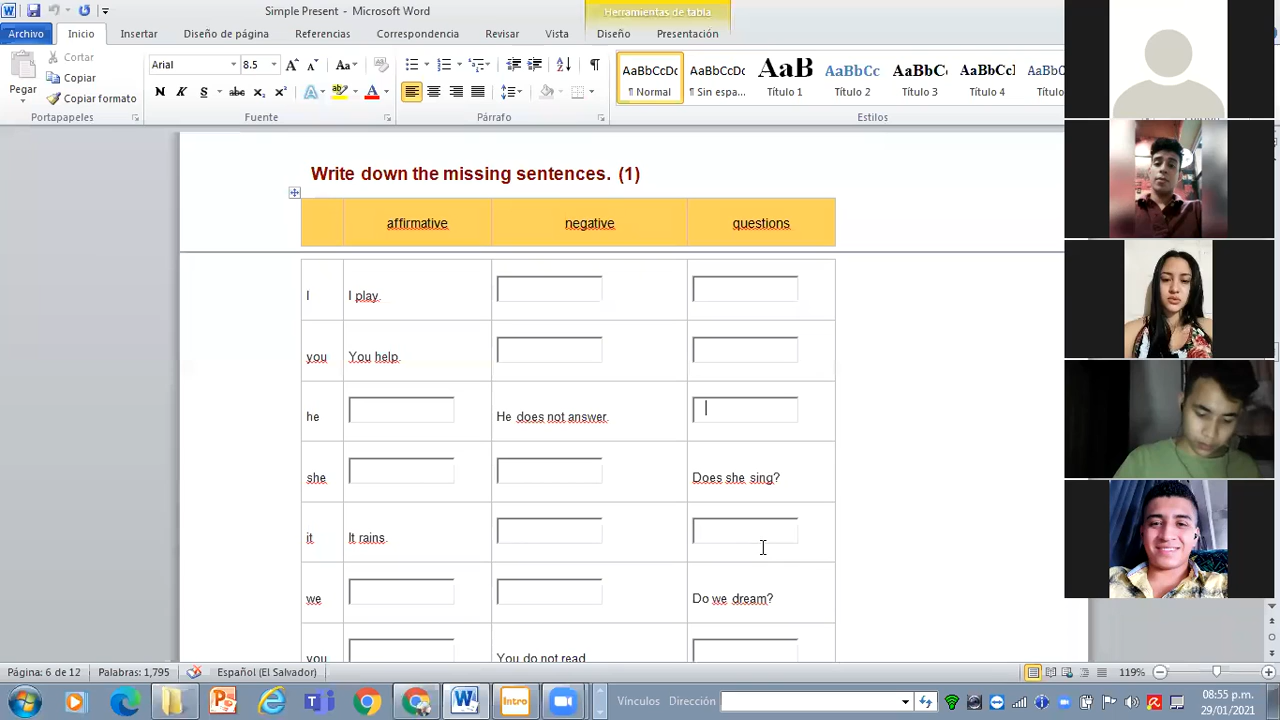 Simple Present - Microsoft Word
Herramientas de tabla
Archivo Inicio Insertar Diseño de página Referencias Correspondencia Revisar Vista Diseño Presentación
Cortar
Copiar
Copiar formato
Pegar
Portapapeles
Arial 8.5
Fuente
Párrafo
AaBbCcDc AaBbCcDc AaB AaBbCc AaBbC AaBbCcI AaBb
¶ Normal ¶ Sin espa... Título 1 Título 2 Título 3 Título 4 Títu
Estilos
Write down the missing sentences. (1)
affirmative negative questions
I I play.
you You help.
he He does not answer.
she Does she sing?
it It rains.
we Do we dream?
you You do not read.
Página: 6 de 12 Palabras: 1,795 Español (El Salvador) 119%
Intro
Vínculos Dirección
08:55 p.m.
29/01/2021